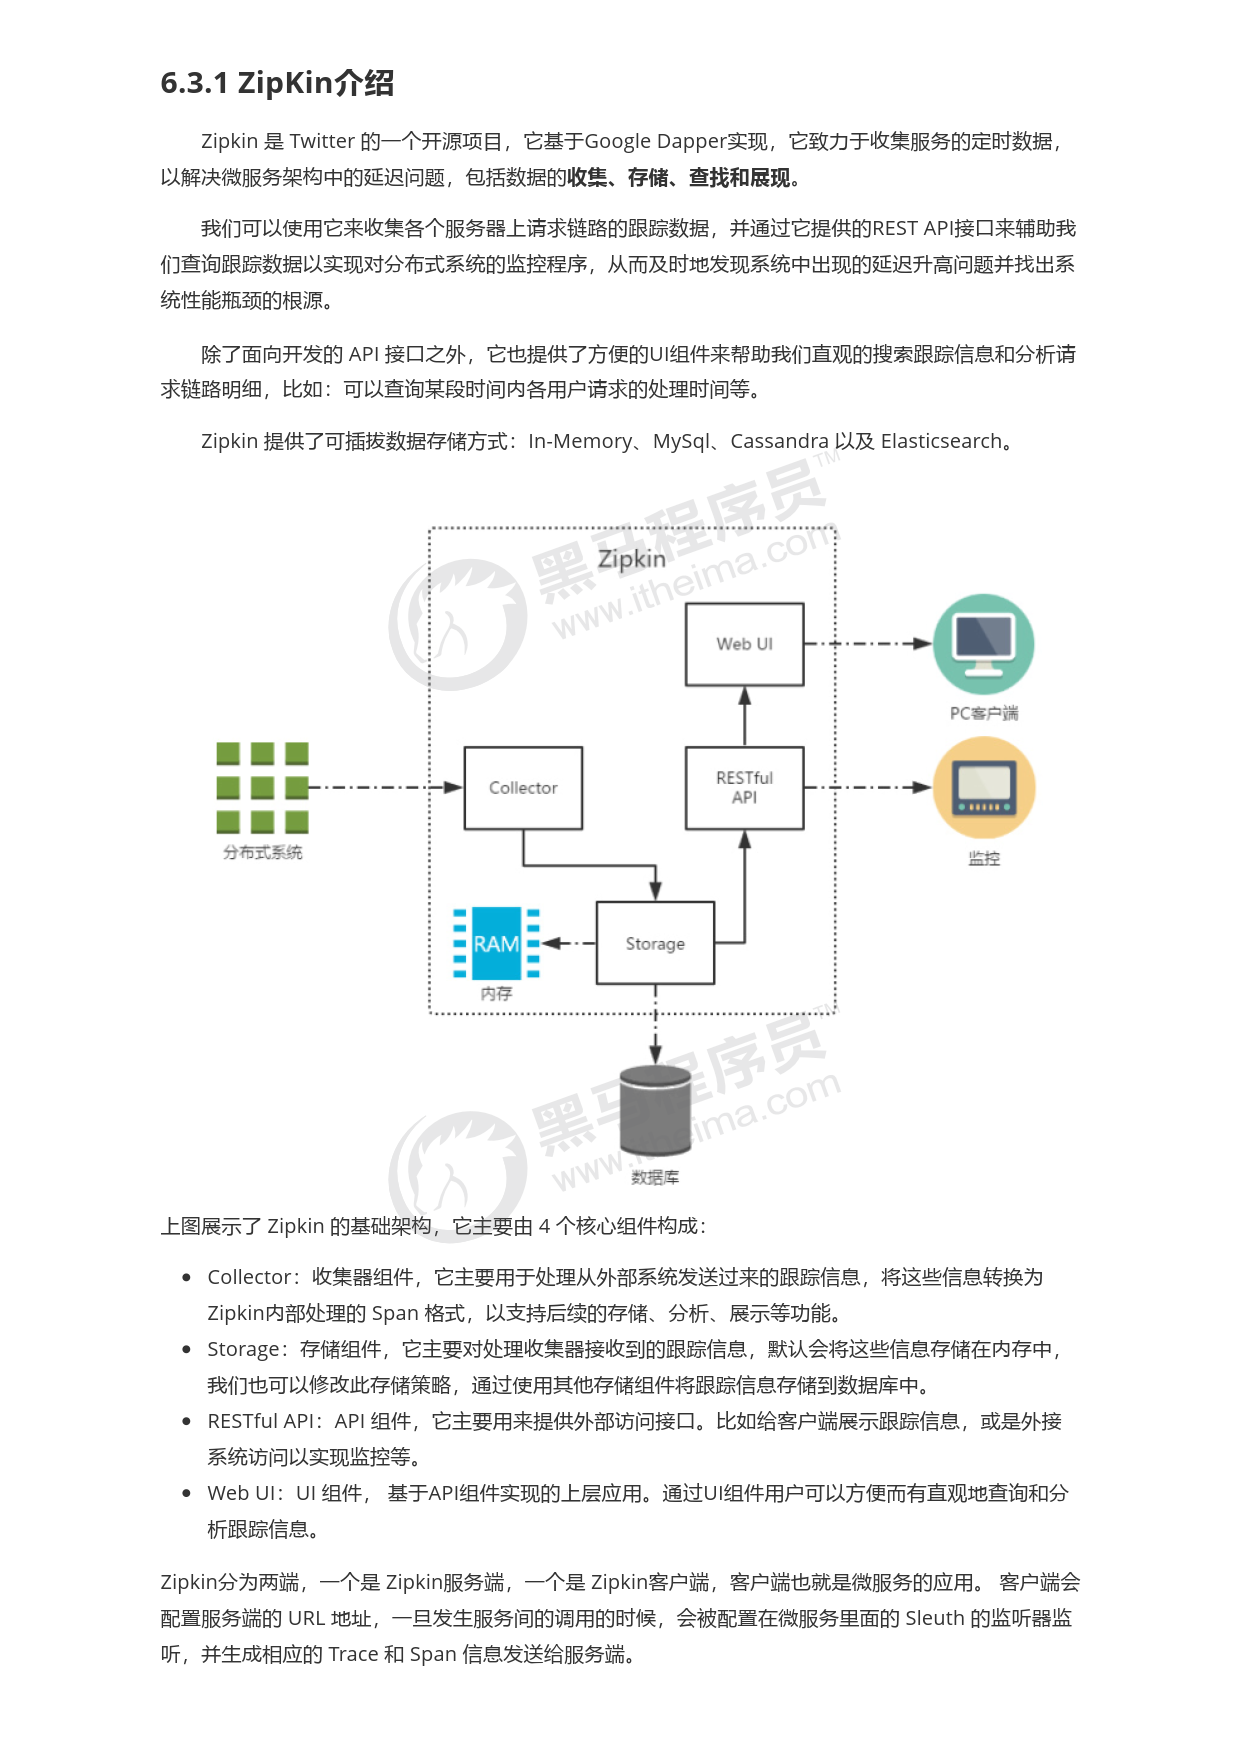 6.3.1 ZipKin介绍
Zipkin 是 Twitter 的一个开源项目，它基于Google Dapper实现，它致力于收集服务的定时数据，
以解决微服务架构中的延迟问题，包括数据的收集、存储、查找和展现。
我们可以使用它来收集各个服务器上请求链路的跟踪数据，并通过它提供的REST API接口来辅助我
们查询跟踪数据以实现对分布式系统的监控程序，从而及时地发现系统中出现的延迟升高问题并找出系
统性能瓶颈的根源。
除了面向开发的 API 接口之外，它也提供了方便的UI组件来帮助我们直观的搜索跟踪信息和分析请
求链路明细，比如：可以查询某段时间内各用户请求的处理时间等。
Zipkin 提供了可插拔数据存储方式：In-Memory、MySql、Cassandra 以及 Elasticsearch。
黑马程序员™
www.itheima.com
Zipkin
Web UI
PC客户端
Collector
RESTful
API
分布式系统
监控
RAM
Storage
内存
黑马程序员™
www.itheima.com
数据库
上图展示了 Zipkin 的基础架构，它主要由 4 个核心组件构成：
Collector：收集器组件，它主要用于处理从外部系统发送过来的跟踪信息，将这些信息转换为
Zipkin内部处理的 Span 格式，以支持后续的存储、分析、展示等功能。
Storage：存储组件，它主要对处理收集器接收到的跟踪信息，默认会将这些信息存储在内存中，
我们也可以修改此存储策略，通过使用其他存储组件将跟踪信息存储到数据库中。
RESTful API：API 组件，它主要用来提供外部访问接口。比如给客户端展示跟踪信息，或是外接
系统访问以实现监控等。
Web UI：UI 组件， 基于API组件实现的上层应用。通过UI组件用户可以方便而有直观地查询和分
析跟踪信息。
Zipkin分为两端，一个是 Zipkin服务端，一个是 Zipkin客户端，客户端也就是微服务的应用。 客户端会
配置服务端的 URL 地址，一旦发生服务间的调用的时候，会被配置在微服务里面的 Sleuth 的监听器监
听，并生成相应的 Trace 和 Span 信息发送给服务端。